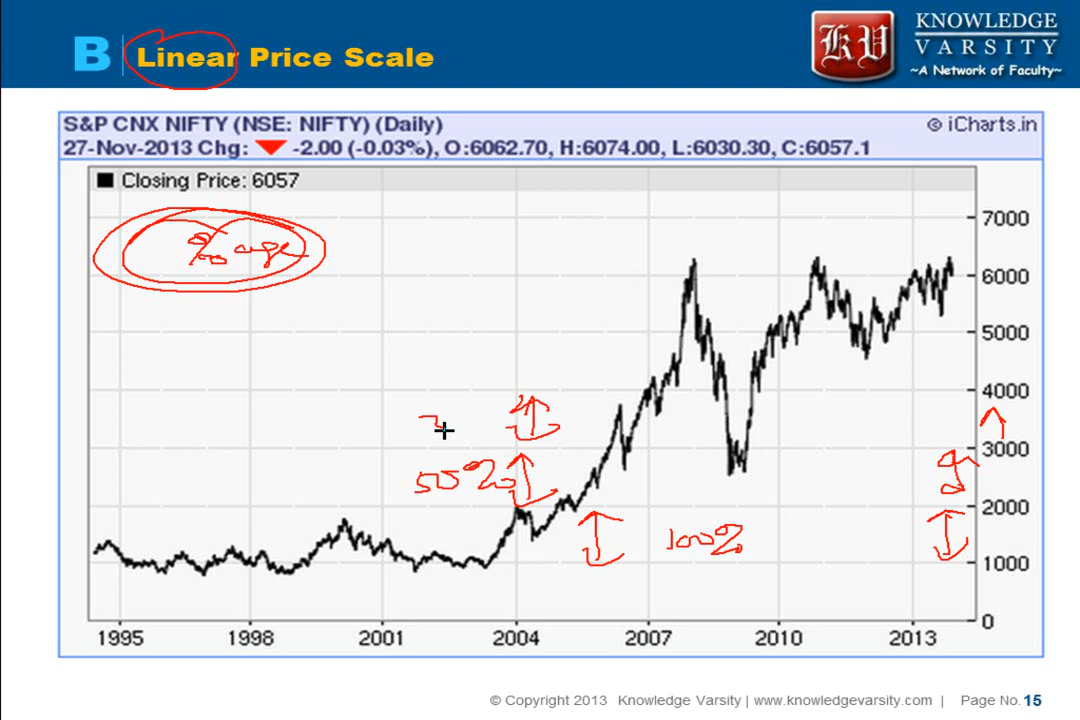 B Linear Price Scale
KV
KNOWLEDGE
VARSITY
~A Network of Faculty~
S&P CNX NIFTY (NSE: NIFTY) (Daily)
© iCharts.in
27-Nov-2013 Chg: -2.00 (-0.03%), O:6062.70, H:6074.00, L:6030.30, C:6057.1
Closing Price: 6057
7000
6000
5000
4000
3000
50%
2000
100%
1000
0
1995 1998 2001 2004 2007 2010 2013
© Copyright 2013 Knowledge Varsity | www.knowledgevarsity.com | Page No. 15